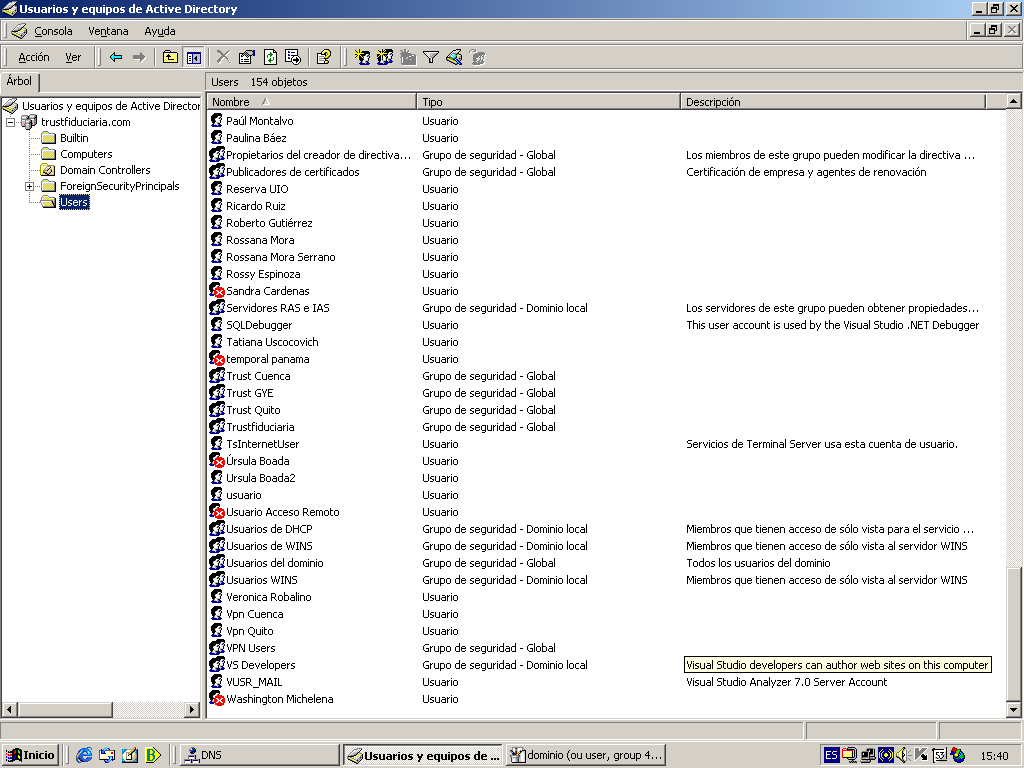 Usuarios y equipos de Active Directory
Consola Ventana Ayuda
Acción Ver
Árbol
Users 154 objetos
Usuarios y equipos de Active Director
trustfiduciaria.com
Builtin
Computers
Domain Controllers
ForeignSecurityPrincipals
Users
Nombre Tipo Descripción
Paúl Montalvo Usuario
Paulina Báez Usuario
Propietarios del creador de directiva... Grupo de seguridad - Global Los miembros de este grupo pueden modificar la directiva ...
Publicadores de certificados Grupo de seguridad - Global Certificación de empresa y agentes de renovación
Reserva UIO Usuario
Ricardo Ruiz Usuario
Roberto Gutiérrez Usuario
Rossana Mora Usuario
Rossana Mora Serrano Usuario
Rossy Espinoza Usuario
Sandra Cardenas Usuario
Servidores RAS e IAS Grupo de seguridad - Dominio local Los servidores de este grupo pueden obtener propiedades...
SQLDebugger Usuario This user account is used by the Visual Studio .NET Debugger
Tatiana Uscocovich Usuario
temporal panama Usuario
Trust Cuenca Grupo de seguridad - Global
Trust GYE Grupo de seguridad - Global
Trust Quito Grupo de seguridad - Global
Trustfiduciaria Grupo de seguridad - Global
TsInternetUser Usuario Servicios de Terminal Server usa esta cuenta de usuario.
Úrsula Boada Usuario
Ursula Boada2 Usuario
usuario Usuario
Usuario Acceso Remoto Usuario
Usuarios de DHCP Grupo de seguridad - Dominio local Miembros que tienen acceso de sólo vista para el servicio ...
Usuarios de WINS Grupo de seguridad - Dominio local Miembros que tienen acceso de sólo vista al servidor WINS
Usuarios del dominio Grupo de seguridad - Global Todos los usuarios del dominio
Usuarios WINS Grupo de seguridad - Dominio local Miembros que tienen acceso de sólo vista al servidor WINS
Veronica Robalino Usuario
Vpn Cuenca Usuario
Vpn Quito Usuario
VPN Users Grupo de seguridad - Global
VS Developers Grupo de seguridad - Dominio local Visual Studio developers can author web sites on this computer
VUSR_MAIL Usuario Visual Studio Analyzer 7.0 Server Account
Washington Michelena Usuario
Inicio DNS Usuarios y equipos de ... dominio (ou user, group 4... ES 15:40